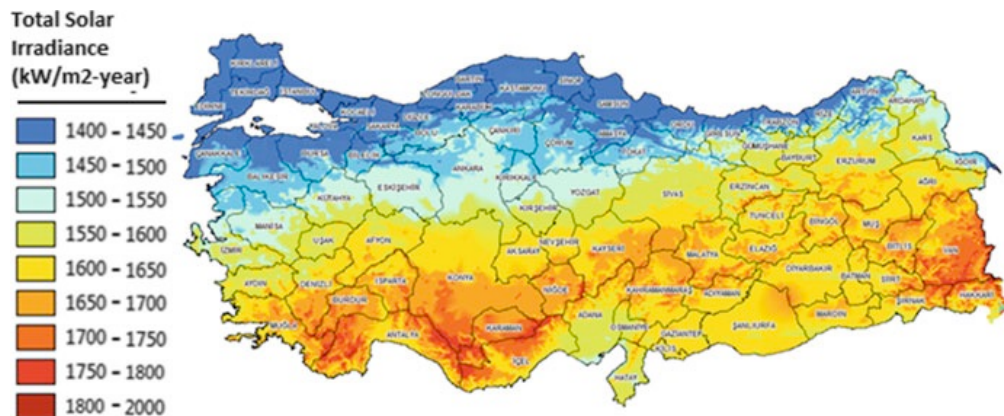 Total Solar
Irradiance
(kW/m2-year)
1400 - 1450
1450 - 1500
1500 - 1550
1550 - 1600
1600 - 1650
1650 - 1700
1700 - 1750
1750 - 1800
1800 - 2000
KIRKLARELİ
TEKİRDAĞ
İSTANBUL
EDİRNE
KOCAELİ
SAKARYA
DÜZCE
BOLU
ZONGULDAK
BARTIN
KARABÜK
KASTAMONU
SİNOP
SAMSUN
ORDU
GİRESUN
TRABZON
RİZE
ARTVİN
ARDAHAN
KARS
IĞDIR
ÇANAKKALE
BURSA
BİLECİK
BALIKESİR
KÜTAHYA
ESKİŞEHİR
ANKARA
ÇANKIRI
ÇORUM
AMASYA
TOKAT
GÜMÜŞHANE
BAYBURT
ERZURUM
AĞRI
KIRIKKALE
YOZGAT
SİVAS
ERZİNCAN
TUNCELİ
BİNGÖL
MUŞ
KIRŞEHİR
MANİSA
İZMİR
UŞAK
AFYON
AKSARAY
NEVŞEHİR
KAYSERİ
MALATYA
ELAZIĞ
BİTLİS
VAN
DİYARBAKIR
BATMAN
SİİRT
AYDIN
DENİZLİ
ISPARTA
BURDUR
KONYA
NİĞDE
KAHRAMANMARAŞ
ADIYAMAN
ŞIRNAK
HAKKARİ
MARDİN
MUĞLA
ANTALYA
KARAMAN
İÇEL
ADANA
OSMANİYE
GAZİANTEP
ŞANLIURFA
KİLİS
HATAY